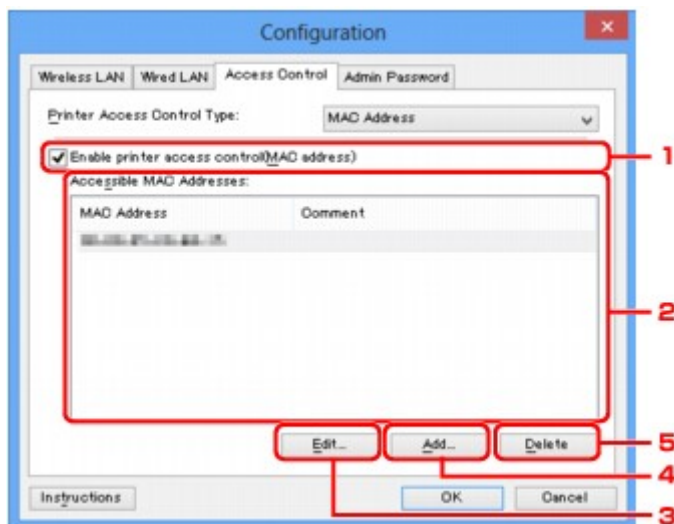 Configuration
Wireless LAN Wired LAN Access Control Admin Password
Printer Access Control Type: MAC Address
Enable printer access control(MAC address) 1
Accessible MAC Addresses:
MAC Address Comment
2
Edit... Add... Delete 5
4
Instructions OK Cancel
3